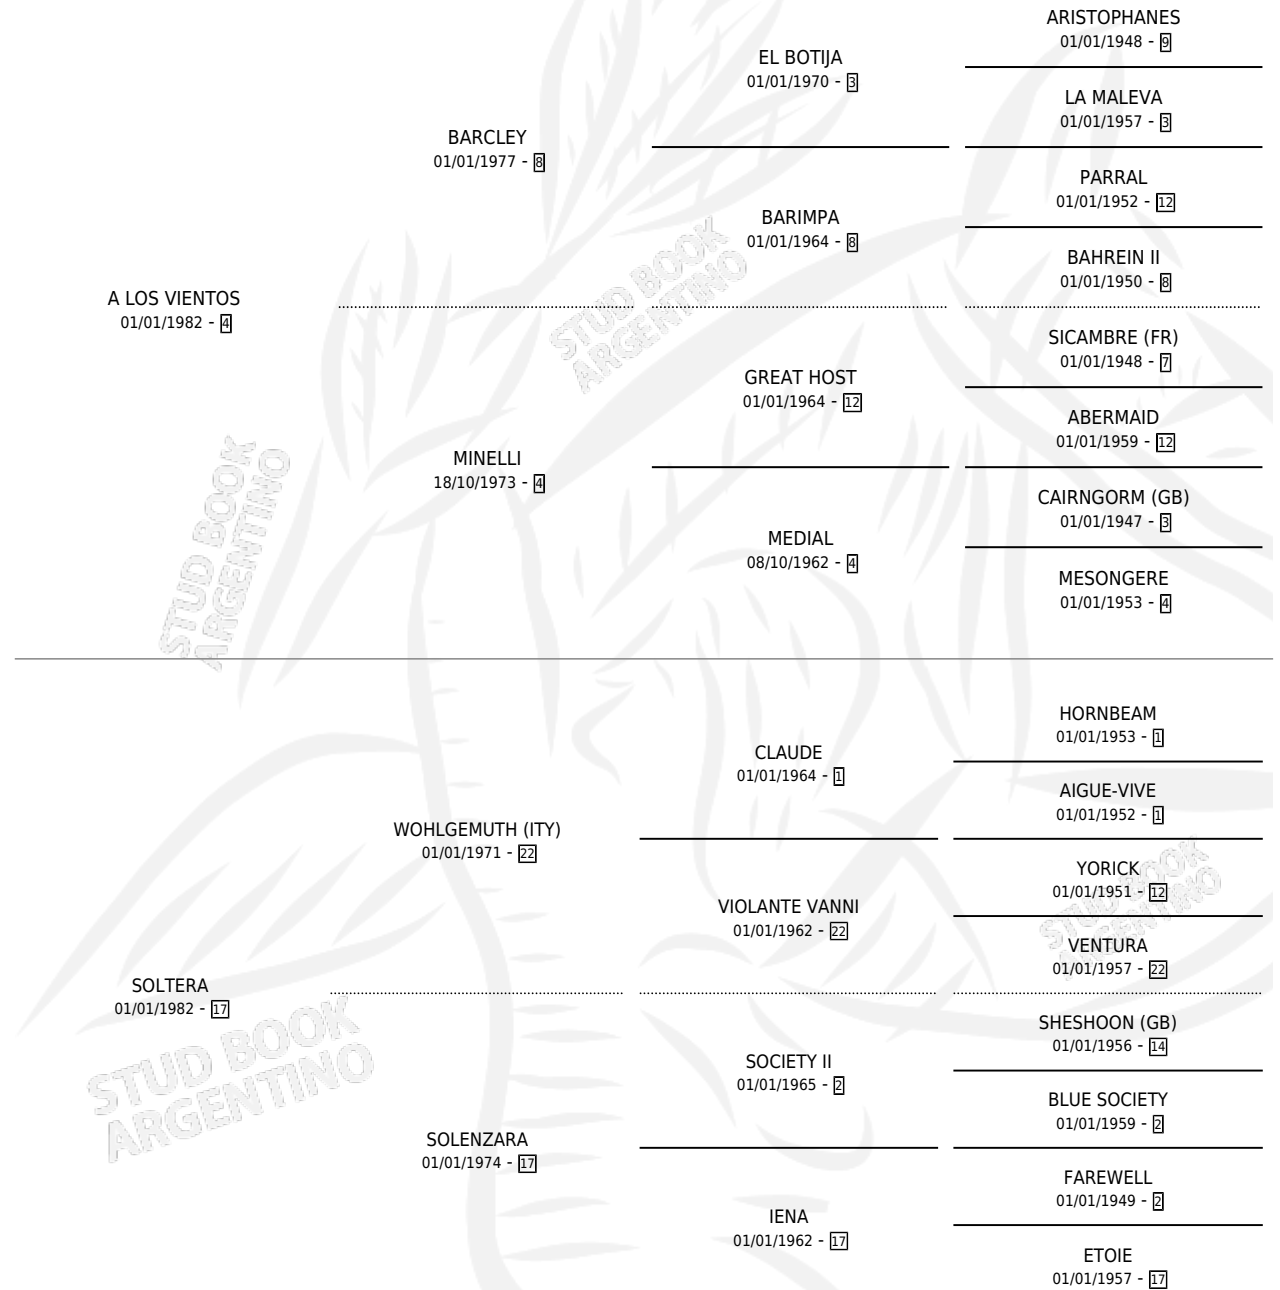 ARISTOPHANES
01/01/1948 - 9
EL BOTIJA
01/01/1970 - 3
LA MALEVA
01/01/1957 - 3
BARCLEY
01/01/1977 - 8
PARRAL
01/01/1952 - 12
BARIMPA
01/01/1964 - 8
BAHREIN II
01/01/1950 - 8
A LOS VIENTOS
01/01/1982 - 4
SICAMBRE (FR)
01/01/1948 - 7
GREAT HOST
01/01/1964 - 12
ABERMAID
01/01/1959 - 12
MINELLI
18/10/1973 - 4
CAIRNGORM (GB)
01/01/1947 - 3
MEDIAL
08/10/1962 - 4
MESONGERE
01/01/1953 - 4
STUD BOOK
ARGENTINO
STUD BOOK
ARGENTINO
HORNBEAM
01/01/1953 - 1
CLAUDE
01/01/1964 - 1
AIGUE-VIVE
01/01/1952 - 1
WOHLGEMUTH (ITY)
01/01/1971 - 22
YORICK
01/01/1951 - 12
VIOLANTE VANNI
01/01/1962 - 22
VENTURA
01/01/1957 - 22
SOLTERA
01/01/1982 - 17
SHESHOON (GB)
01/01/1956 - 14
SOCIETY II
01/01/1965 - 2
BLUE SOCIETY
01/01/1959 - 2
SOLENZARA
01/01/1974 - 17
FAREWELL
01/01/1949 - 2
IENA
01/01/1962 - 17
ETOIE
01/01/1957 - 17
STUD BOOK
ARGENTINO
STUD BOOK
ARGENTINO